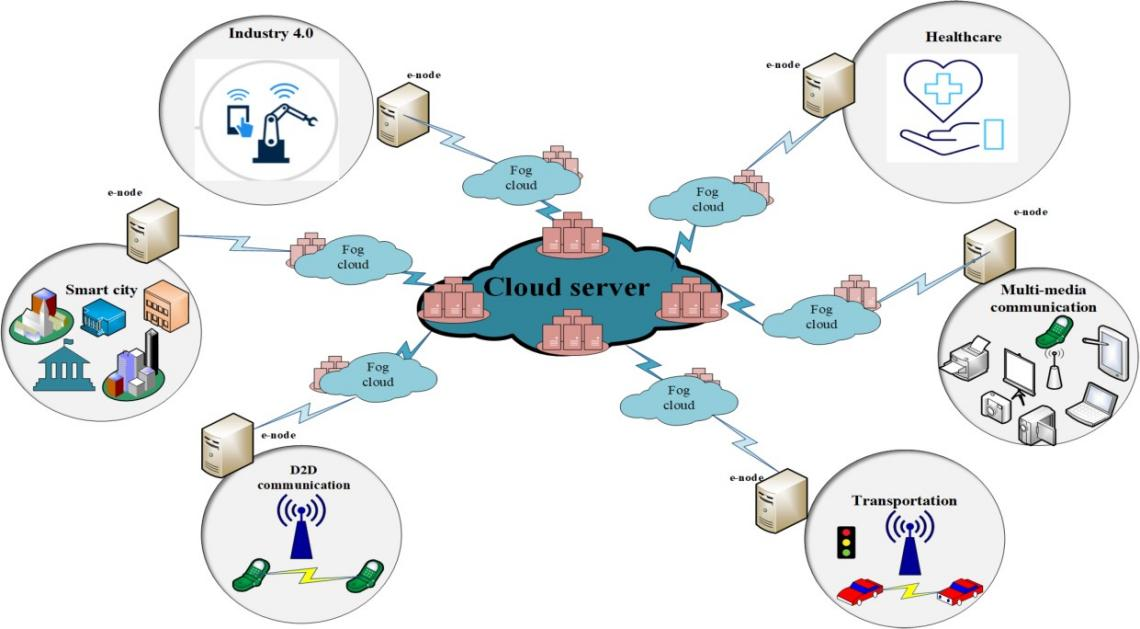 Industry 4.0
Healthcare
e-node
e-node
Fog
cloud
Fog
cloud
e-node
e-node
Fog
cloud
Smart city
Cloud server
Multi-media
communication
Fog
cloud
Fog
cloud
Fog
cloud
e-node
D2D
communication
e-node
Transportation